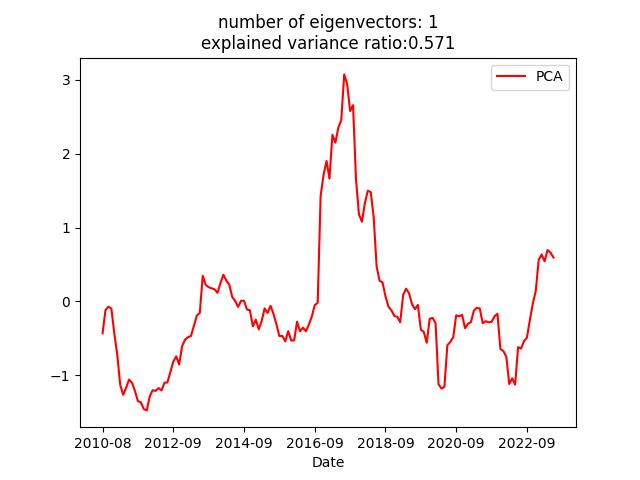 number of eigenvectors: 1
explained variance ratio:0.571
PCA
3
2
1
0
−1
2010-08 2012-09 2014-09 2016-09 2018-09 2020-09 2022-09
Date